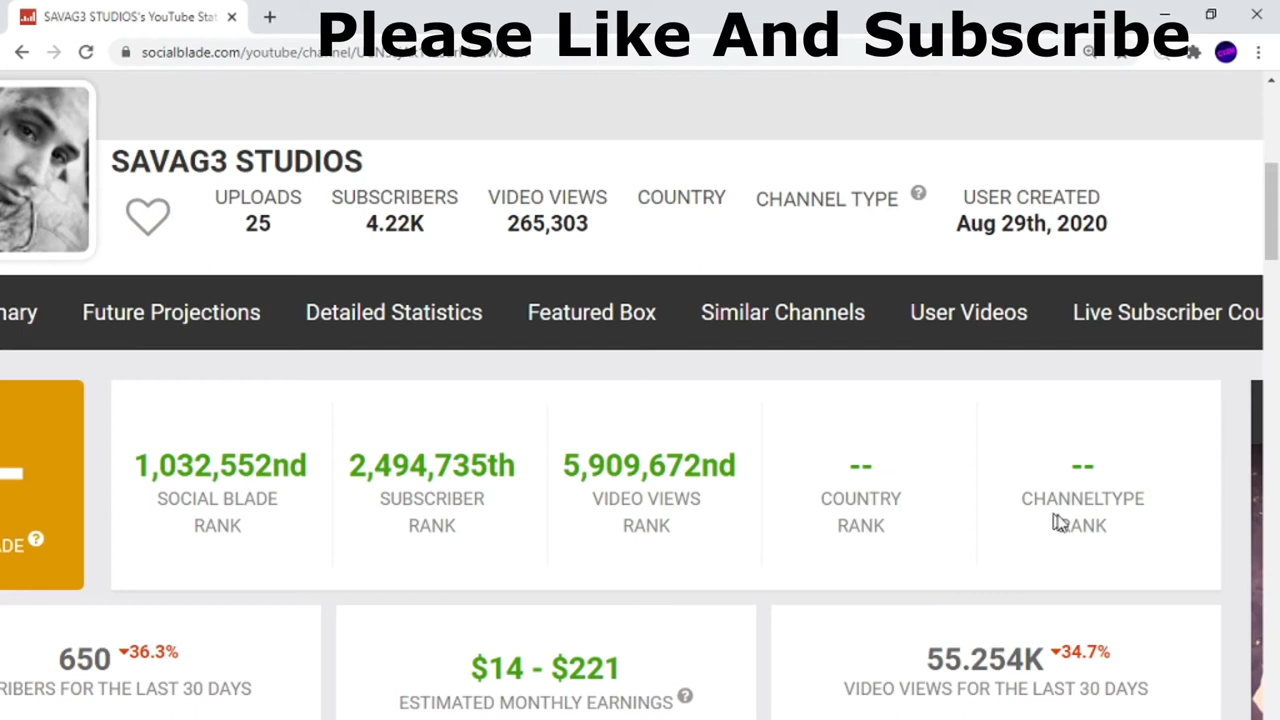 SAVAG3 STUDIOS's YouTube Stat
Please Like And Subscribe
socialblade.com/youtube/channel/
SAVAG3 STUDIOS
UPLOADS
25
SUBSCRIBERS
4.22K
VIDEO VIEWS
265,303
COUNTRY
CHANNEL TYPE ?
USER CREATED
Aug 29th, 2020
nary Future Projections Detailed Statistics Featured Box Similar Channels User Videos Live Subscriber Cou
ADE ?
1,032,552nd
SOCIAL BLADE
RANK
2,494,735th
SUBSCRIBER
RANK
5,909,672nd
VIDEO VIEWS
RANK
--
COUNTRY
RANK
--
CHANNELTYPE
RANK
650 36.3%
RIBERS FOR THE LAST 30 DAYS
$14 - $221
ESTIMATED MONTHLY EARNINGS ?
55.254K 34.7%
VIDEO VIEWS FOR THE LAST 30 DAYS